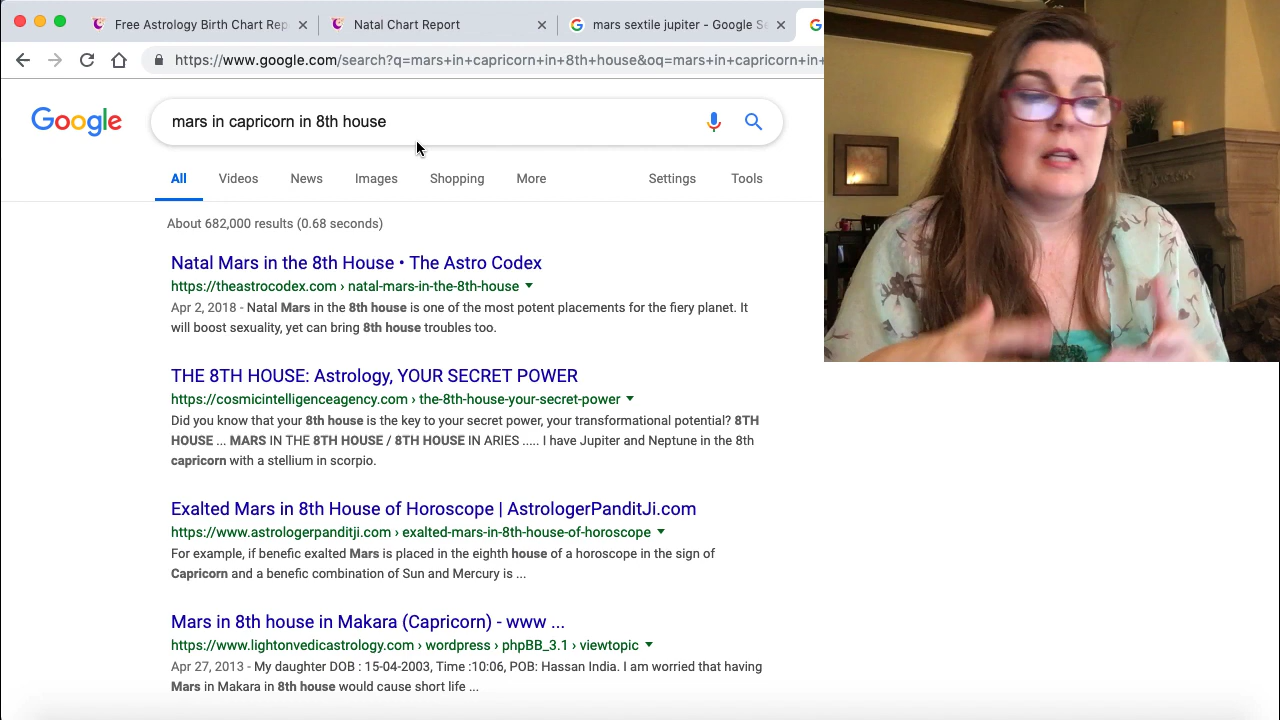 Free Astrology Birth Chart Rep
Natal Chart Report
mars sextile jupiter - Google Se
https://www.google.com/search?q=mars+in+capricorn+in+8th+house&oq=mars+in+capricorn+in+
Google
mars in capricorn in 8th house
All Videos News Images Shopping More Settings Tools
About 682,000 results (0.68 seconds)
Natal Mars in the 8th House • The Astro Codex
https://theastrocodex.com › natal-mars-in-the-8th-house
Apr 2, 2018 - Natal Mars in the 8th house is one of the most potent placements for the fiery planet. It
will boost sexuality, yet can bring 8th house troubles too.
THE 8TH HOUSE: Astrology, YOUR SECRET POWER
https://cosmicintelligenceagency.com › the-8th-house-your-secret-power
Did you know that your 8th house is the key to your secret power, your transformational potential? 8TH
HOUSE ... MARS IN THE 8TH HOUSE / 8TH HOUSE IN ARIES ..... I have Jupiter and Neptune in the 8th
capricorn with a stellium in scorpio.
Exalted Mars in 8th House of Horoscope | AstrologerPanditJi.com
https://www.astrologerpanditji.com › exalted-mars-in-8th-house-of-horoscope
For example, if benefic exalted Mars is placed in the eighth house of a horoscope in the sign of
Capricorn and a benefic combination of Sun and Mercury is ...
Mars in 8th house in Makara (Capricorn) - www ...
https://www.lightonvedicastrology.com › wordpress › phpBB_3.1 › viewtopic
Apr 27, 2013 - My daughter DOB : 15-04-2003, Time :10:06, POB: Hassan India. I am worried that having
Mars in Makara in 8th house would cause short life ...